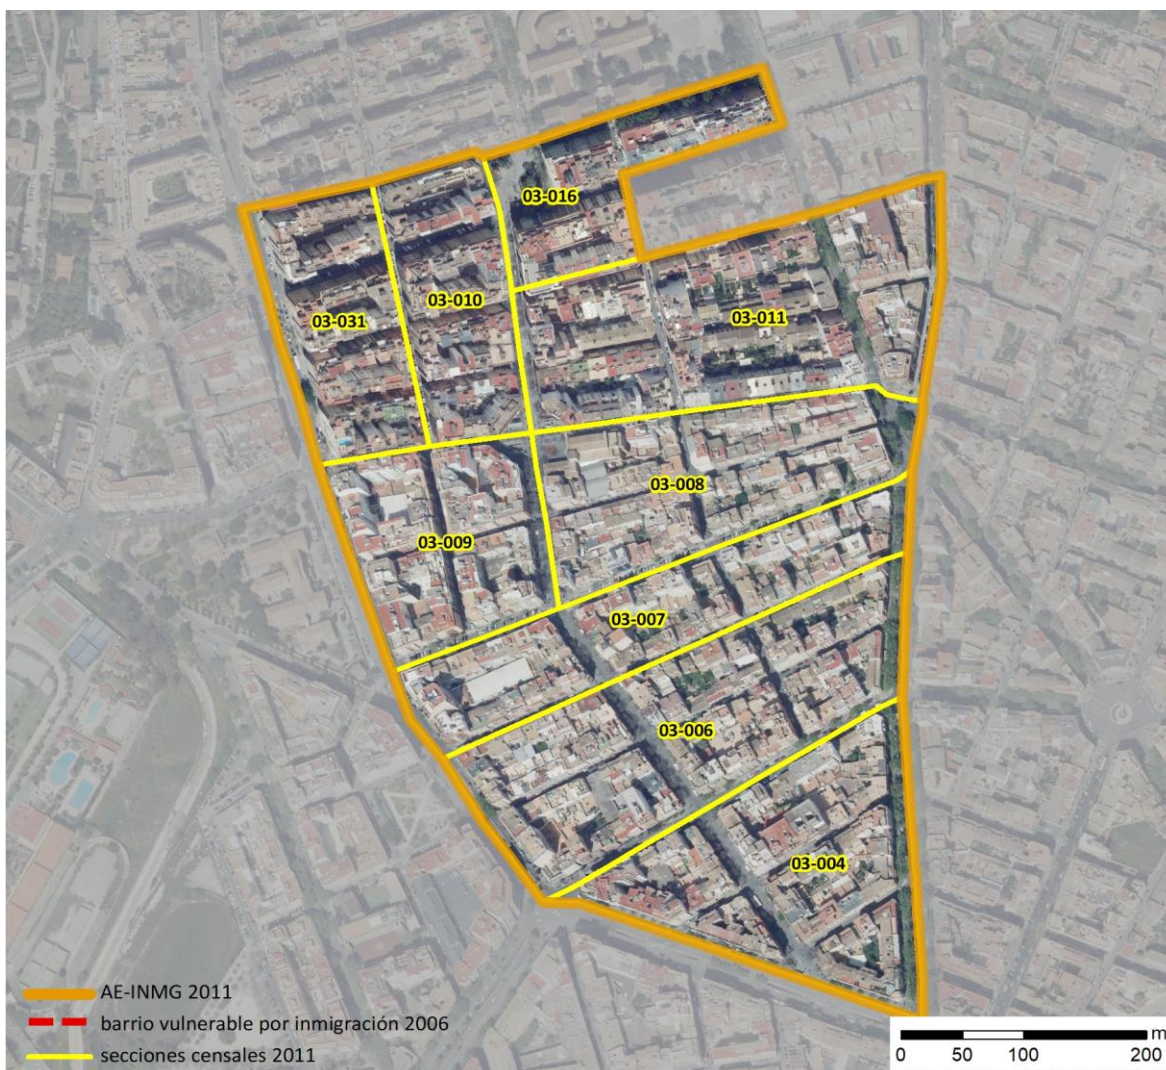 03-016
03-010
03-031
03-011
03-008
03-009
03-007
03-006
03-004
AE-INMG 2011
barrio vulnerable por inmigración 2006
secciones censales 2011
m
0 50 100 200